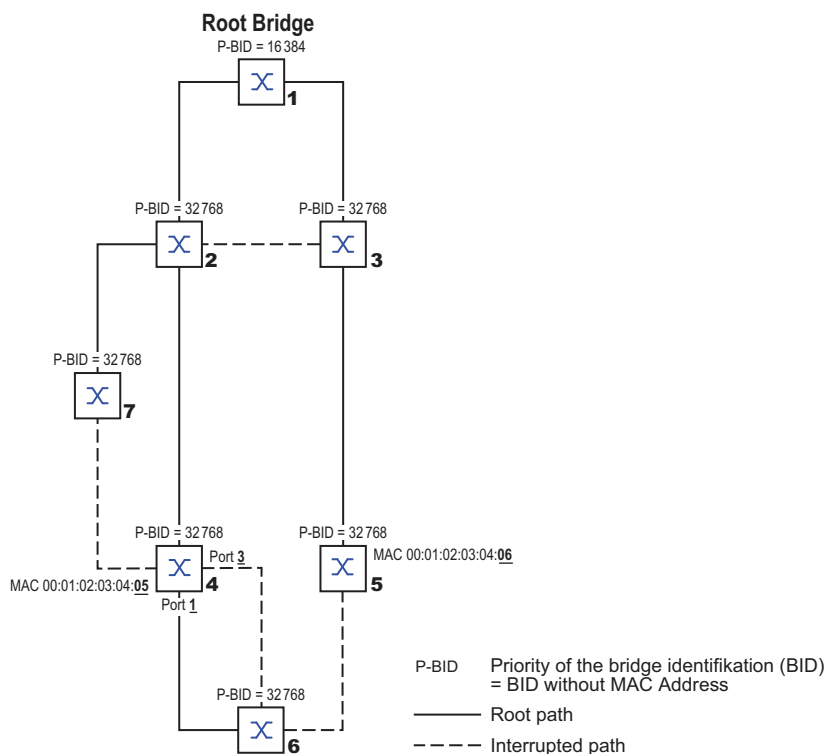 Root Bridge
P-BID = 16 384
1
P-BID = 32 768
P-BID = 32 768
2
3
P-BID = 32 768
7
P-BID = 32 768
P-BID = 32 768
Port 3
MAC 00:01:02:03:04:06
MAC 00:01:02:03:04:05
4
5
Port 1
P-BID = 32 768
6
P-BID Priority of the bridge identifikation (BID)
= BID without MAC Address
Root path
Interrupted path